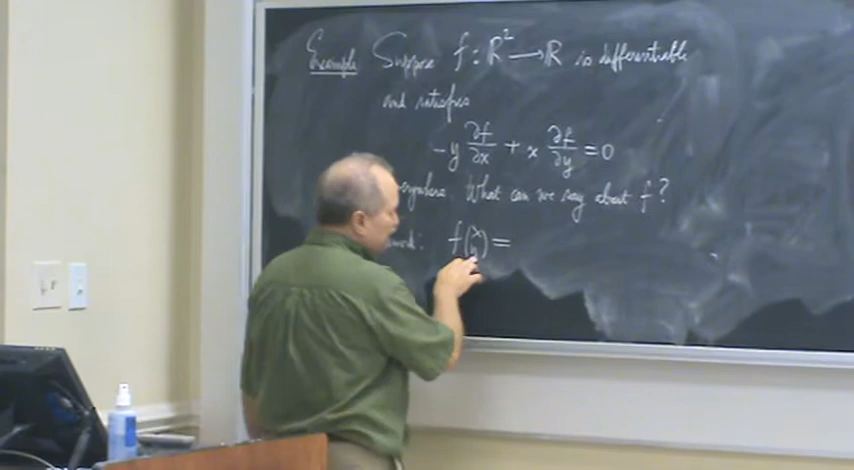 Example Suppose f : R² → R is differentiable
and satisfies
-y ∂f/∂x + x ∂f/∂y = 0
What can we say about f?
f(x y) =